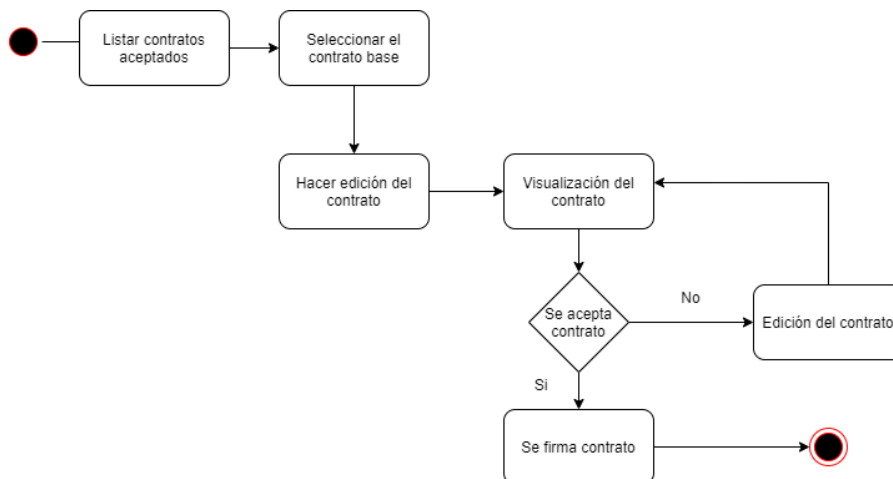 Listar contratos
aceptados
Seleccionar el
contrato base
Hacer edición del
contrato
Visualización del
contrato
Se acepta
contrato
No
Edición del contrato
Si
Se firma contrato